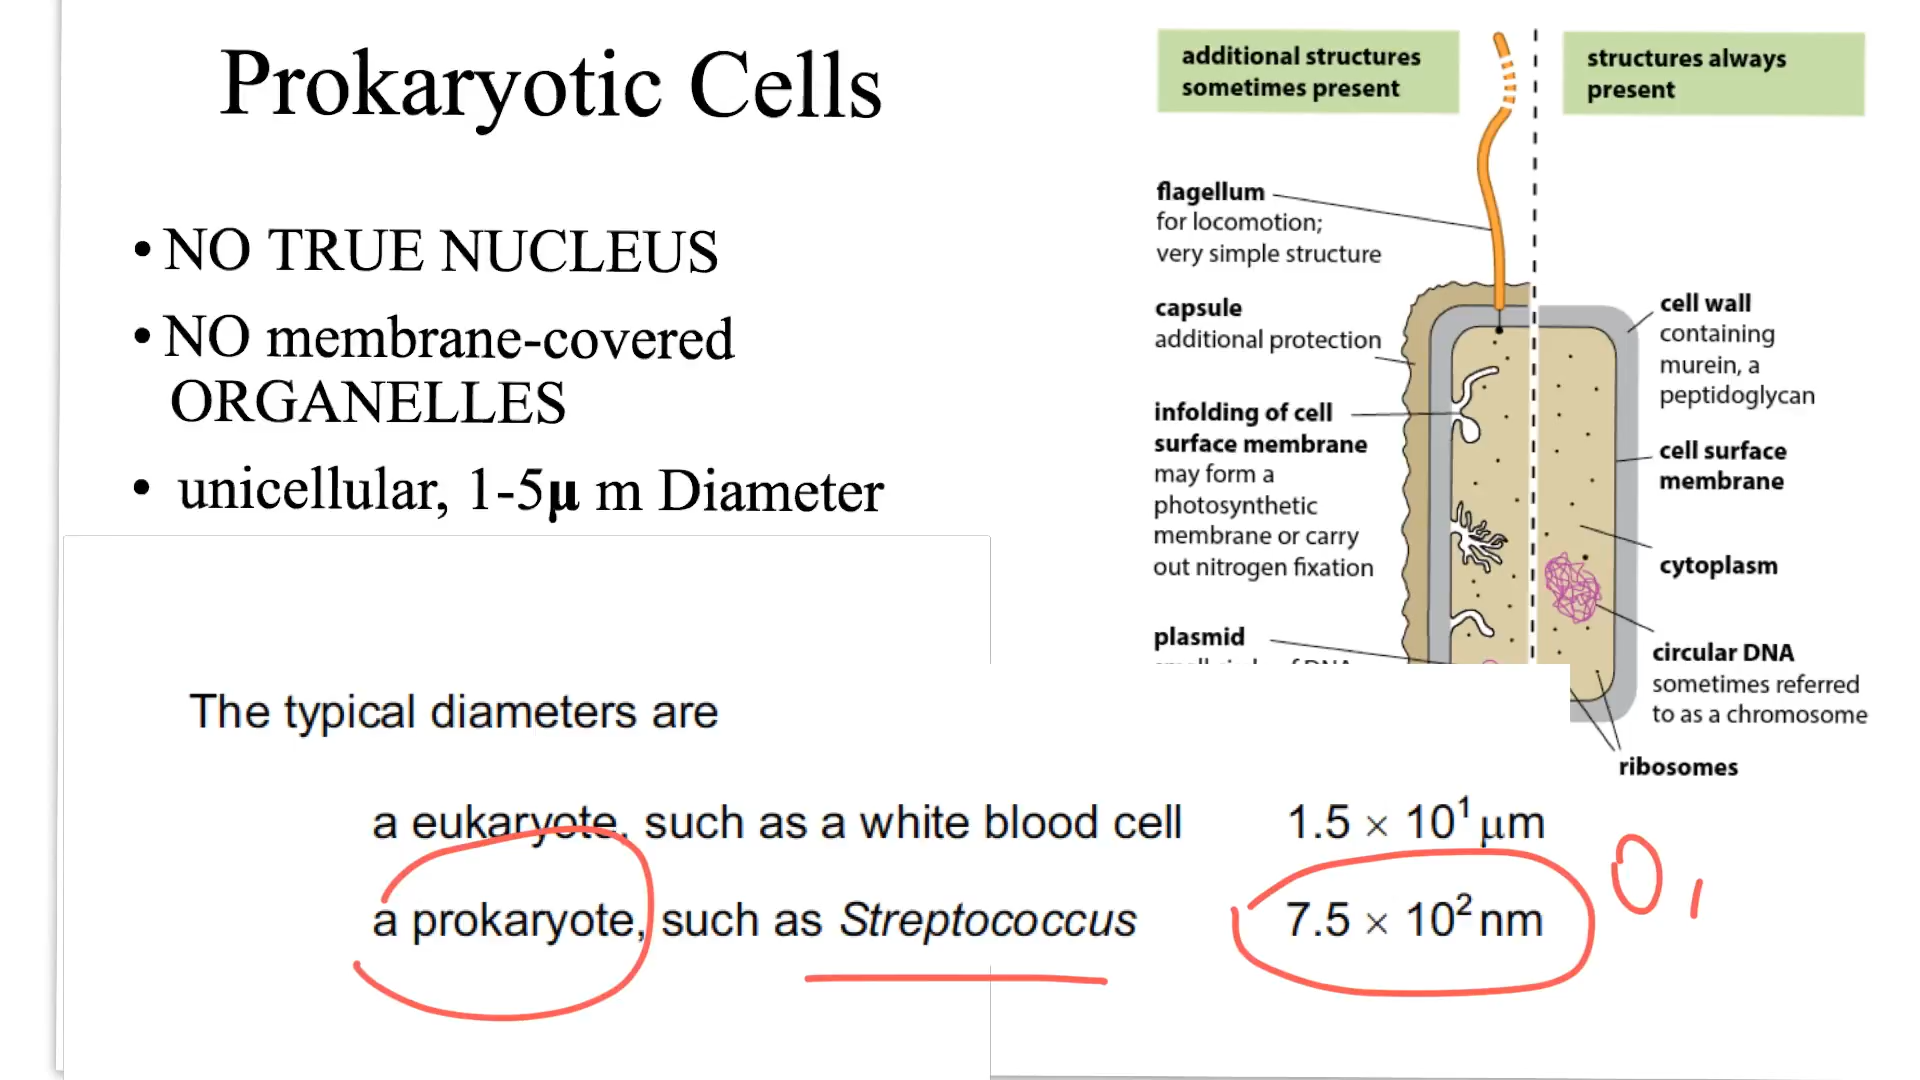 Prokaryotic Cells
• NO TRUE NUCLEUS
• NO membrane-covered
ORGANELLES
• unicellular, 1-5µ m Diameter
additional structures
sometimes present
structures always
present
flagellum
for locomotion;
very simple structure
capsule
additional protection
infolding of cell
surface membrane
may form a
photosynthetic
membrane or carry
out nitrogen fixation
plasmid
cell wall
containing
murein, a
peptidoglycan
cell surface
membrane
cytoplasm
circular DNA
sometimes referred
to as a chromosome
ribosomes
The typical diameters are
a eukaryote, such as a white blood cell 1.5 × 10¹ µm
a prokaryote, such as Streptococcus 7.5 × 10² nm
0,